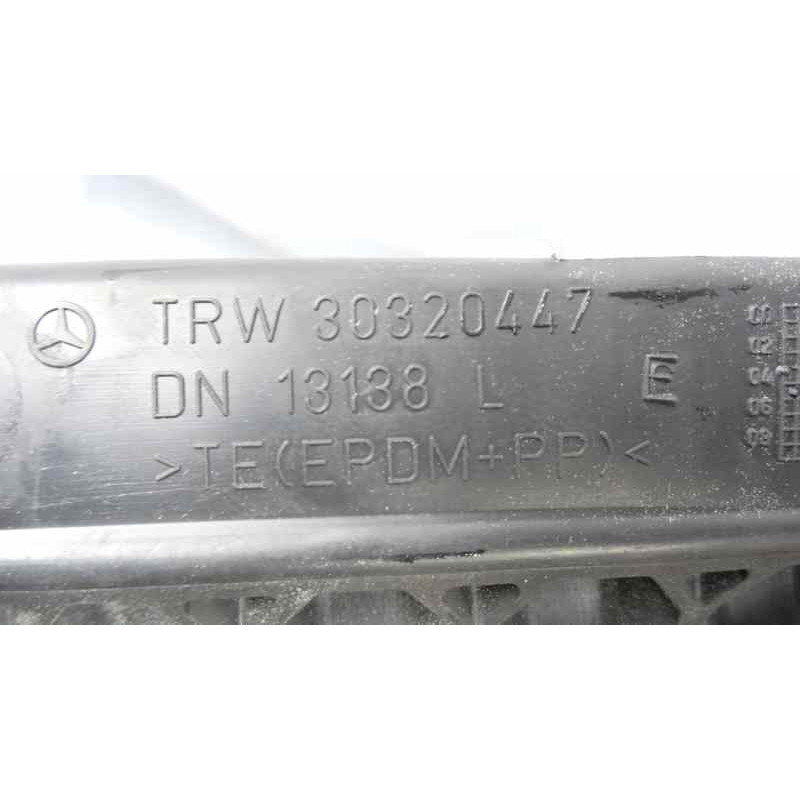 TRW 30320447
DN 13138 L E
>TE(EPDM+PP)<